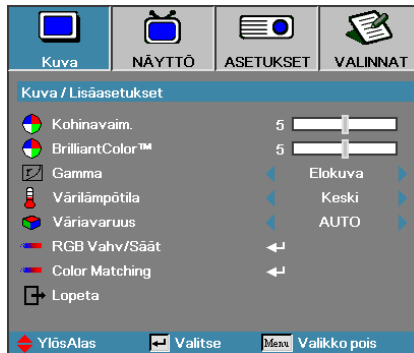 Kuva NÄYTTÖ ASETUKSET VALINNAT
Kuva / Lisäasetukset
Kohinavaim. 5
BrilliantColor™ 5
Gamma Elokuva
Värilämpötila Keski
Väriavaruus AUTO
RGB Vahv/Säät
Color Matching
Lopeta
YlösAlas Valitse Menu Valikko pois